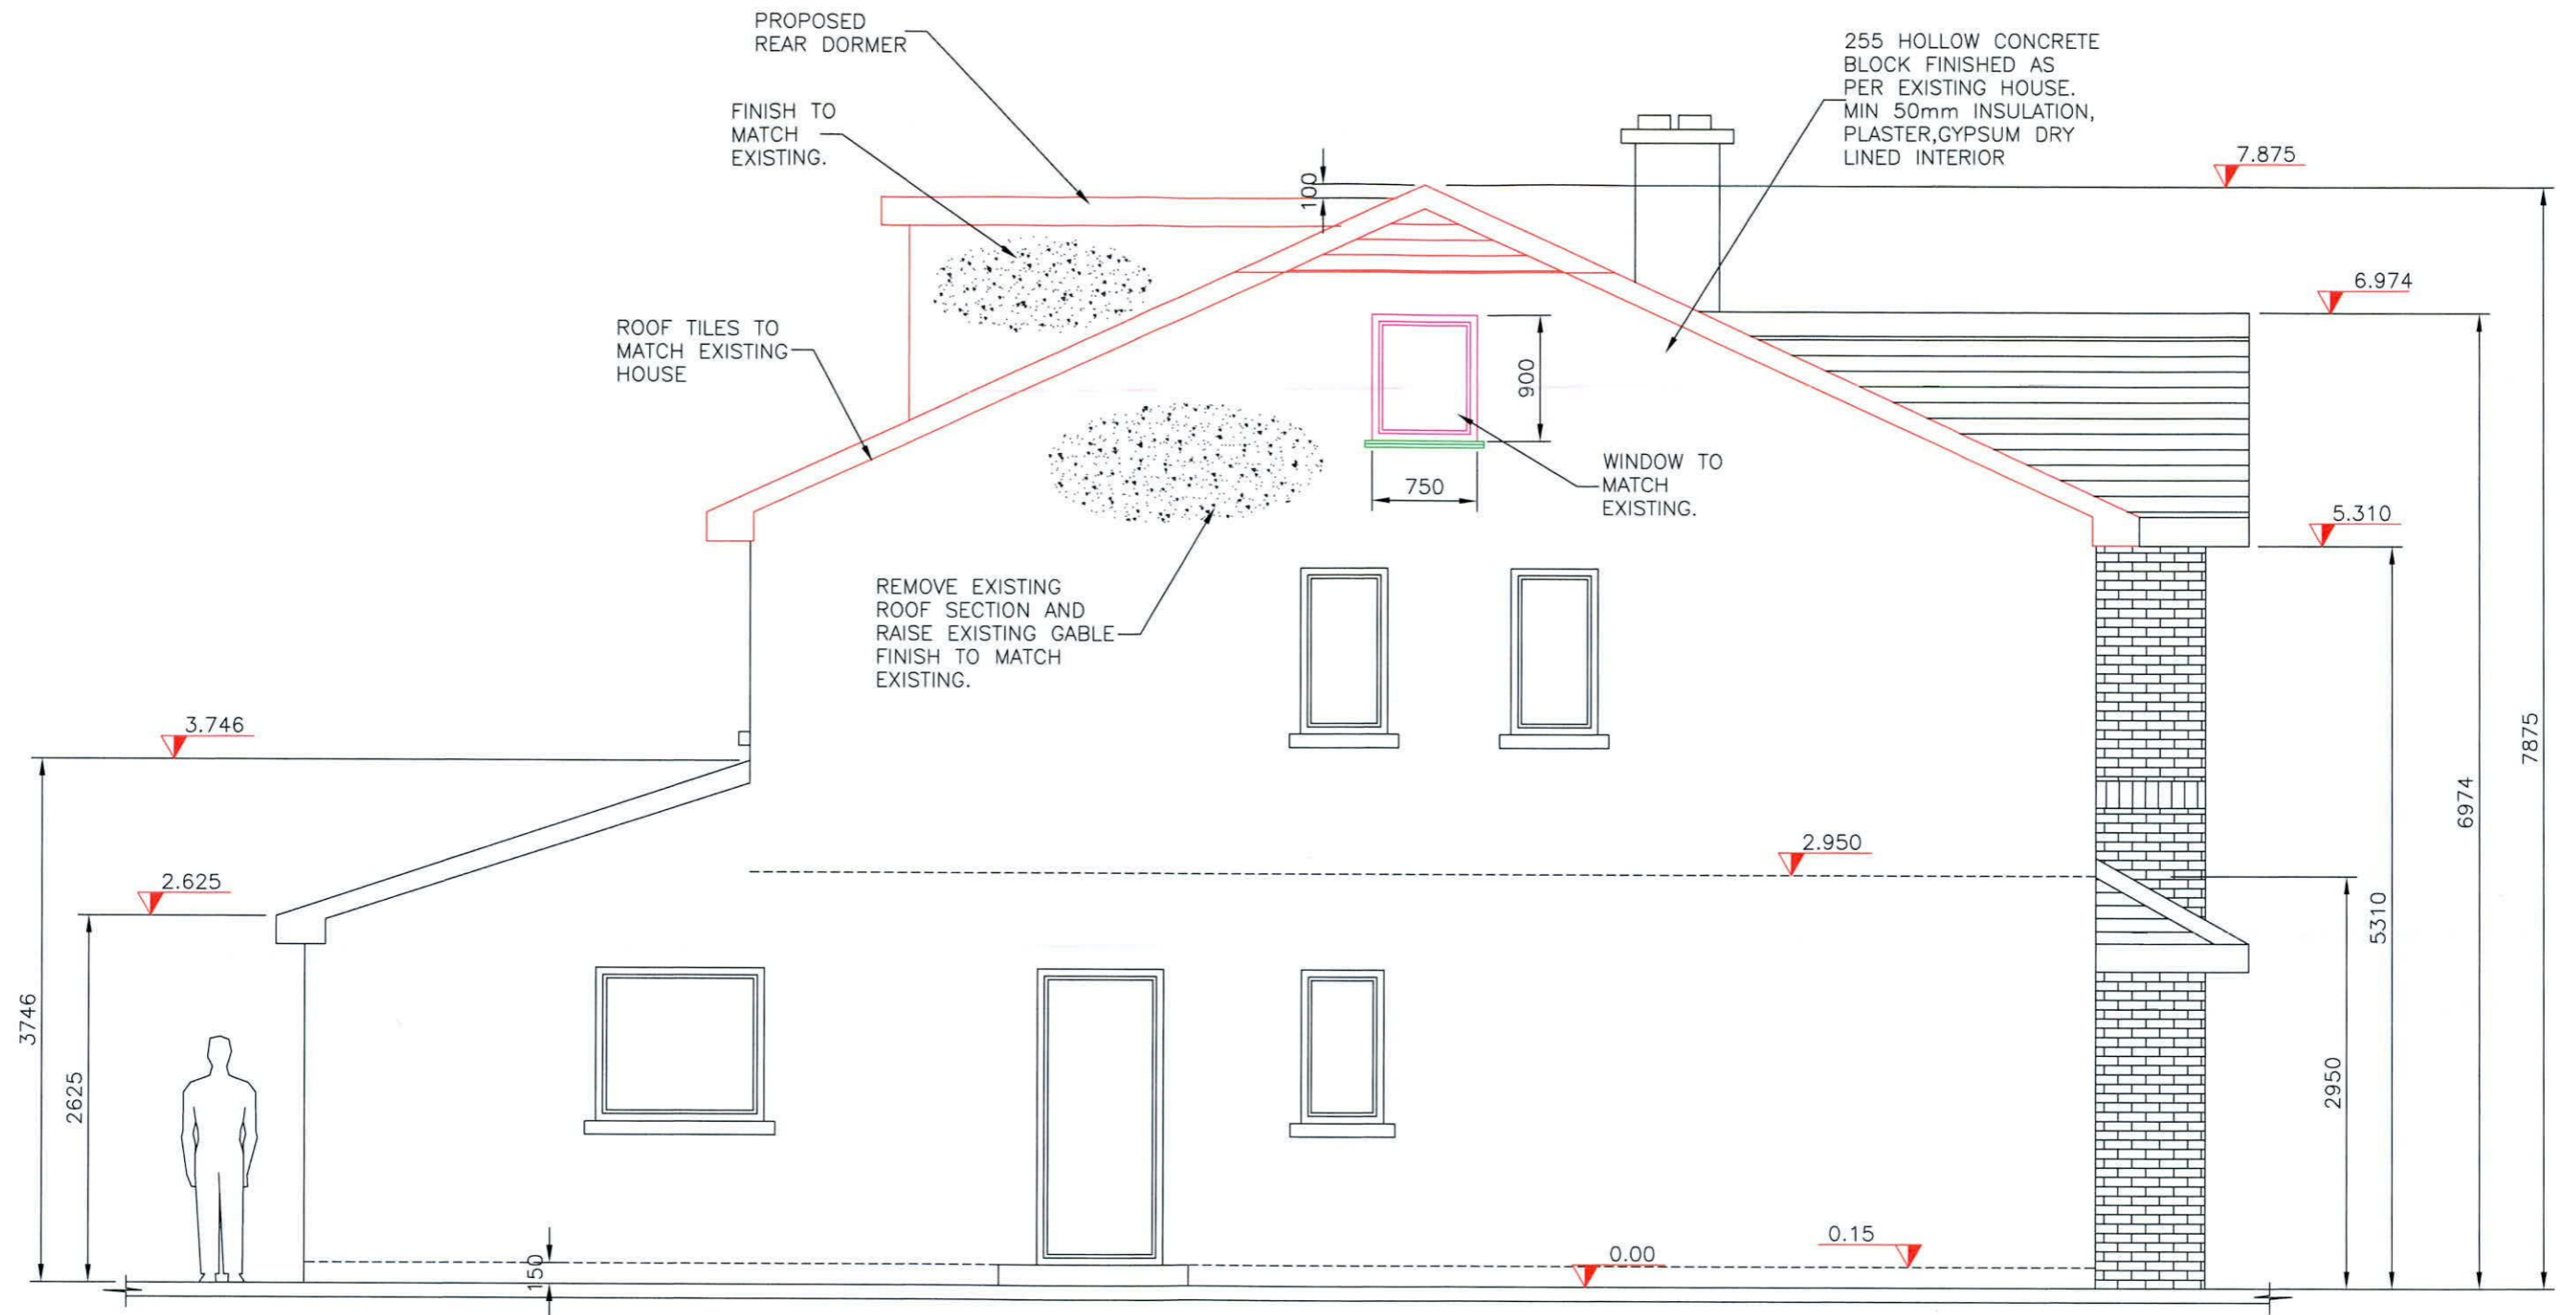 PROPOSED
REAR DORMER
FINISH TO
MATCH
EXISTING.
ROOF TILES TO
MATCH EXISTING
HOUSE
255 HOLLOW CONCRETE
BLOCK FINISHED AS
PER EXISTING HOUSE.
MIN 50mm INSULATION,
PLASTER,GYPSUM DRY
LINED INTERIOR
7.875
100
6.974
900
750
WINDOW TO
MATCH
EXISTING.
5.310
REMOVE EXISTING
ROOF SECTION AND
RAISE EXISTING GABLE
FINISH TO MATCH
EXISTING.
3.746
2.625
2.950
3746
2625
7875
6974
5310
2950
150
0.00
0.15